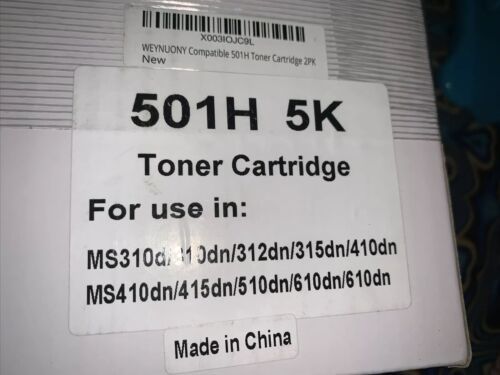 X003IOJC9L
WEYNUONY Compatible 501H Toner Cartridge 2PK
New
501H 5K
Toner Cartridge
For use in:
MS310d/ 10dn/312dn/315dn/410dn
MS410dn/415dn/510dn/610dn/610dn
Made in China